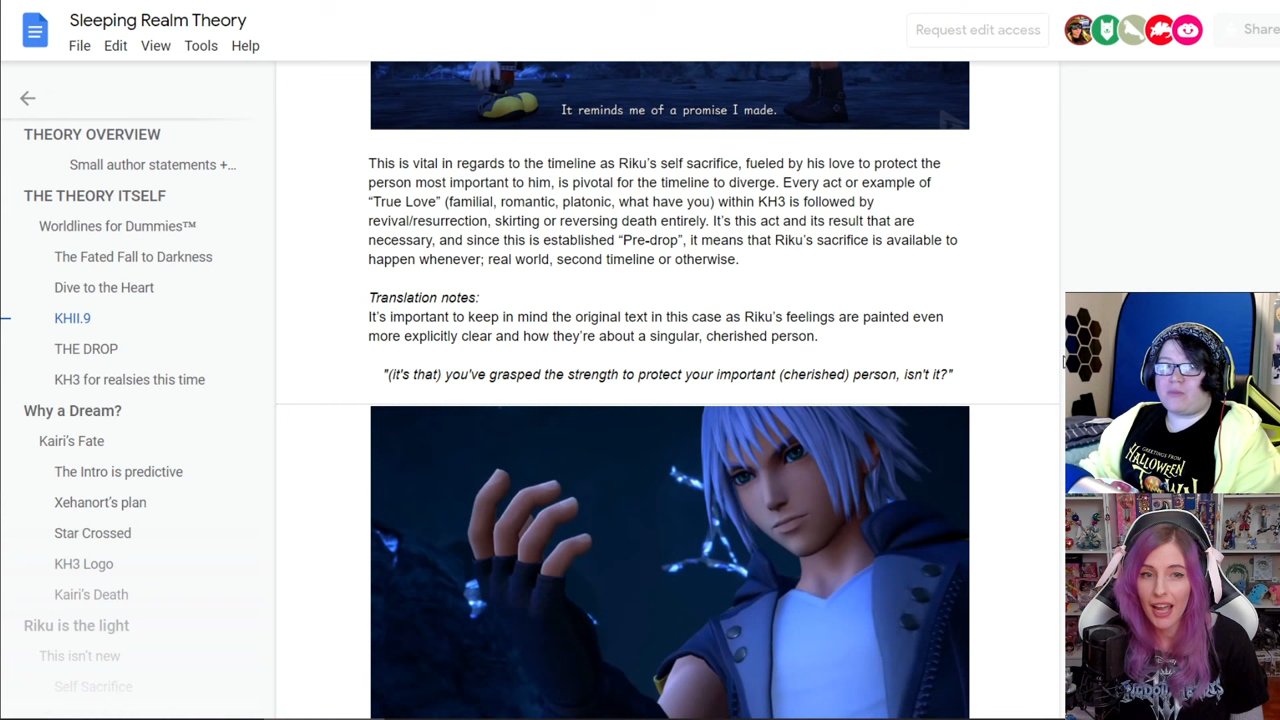 Sleeping Realm Theory
File Edit View Tools Help
Request edit access
Share
THEORY OVERVIEW
Small author statements +...
THE THEORY ITSELF
Worldlines for Dummies™
The Fated Fall to Darkness
Dive to the Heart
KHII.9
THE DROP
KH3 for realsies this time
Why a Dream?
Kairi's Fate
The Intro is predictive
Xehanort's plan
Star Crossed
KH3 Logo
Kairi's Death
Riku is the light
This isn't new
Self Sacrifice
It reminds me of a promise I made.
This is vital in regards to the timeline as Riku's self sacrifice, fueled by his love to protect the
person most important to him, is pivotal for the timeline to diverge. Every act or example of
“True Love” (familial, romantic, platonic, what have you) within KH3 is followed by
revival/resurrection, skirting or reversing death entirely. It's this act and its result that are
necessary, and since this is established “Pre-drop”, it means that Riku's sacrifice is available to
happen whenever; real world, second timeline or otherwise.
Translation notes:
It's important to keep in mind the original text in this case as Riku's feelings are painted even
more explicitly clear and how they're about a singular, cherished person.
"(it's that) you've grasped the strength to protect your important (cherished) person, isn't it?"
GREETINGS FROM
HALLOWEEN
TOWN
Disney
KINGDOM HEARTS